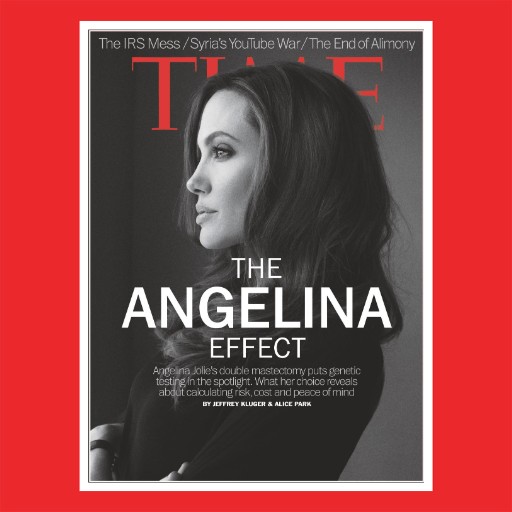 The IRS Mess / Syria's YouTube War / The End of Alimony
TIME
THE
ANGELINA
EFFECT
Angelina Jolie's double mastectomy puts genetic
testing in the spotlight. What her choice reveals
about calculating risk, cost and peace of mind
BY JEFFREY KLUGER & ALICE PARK